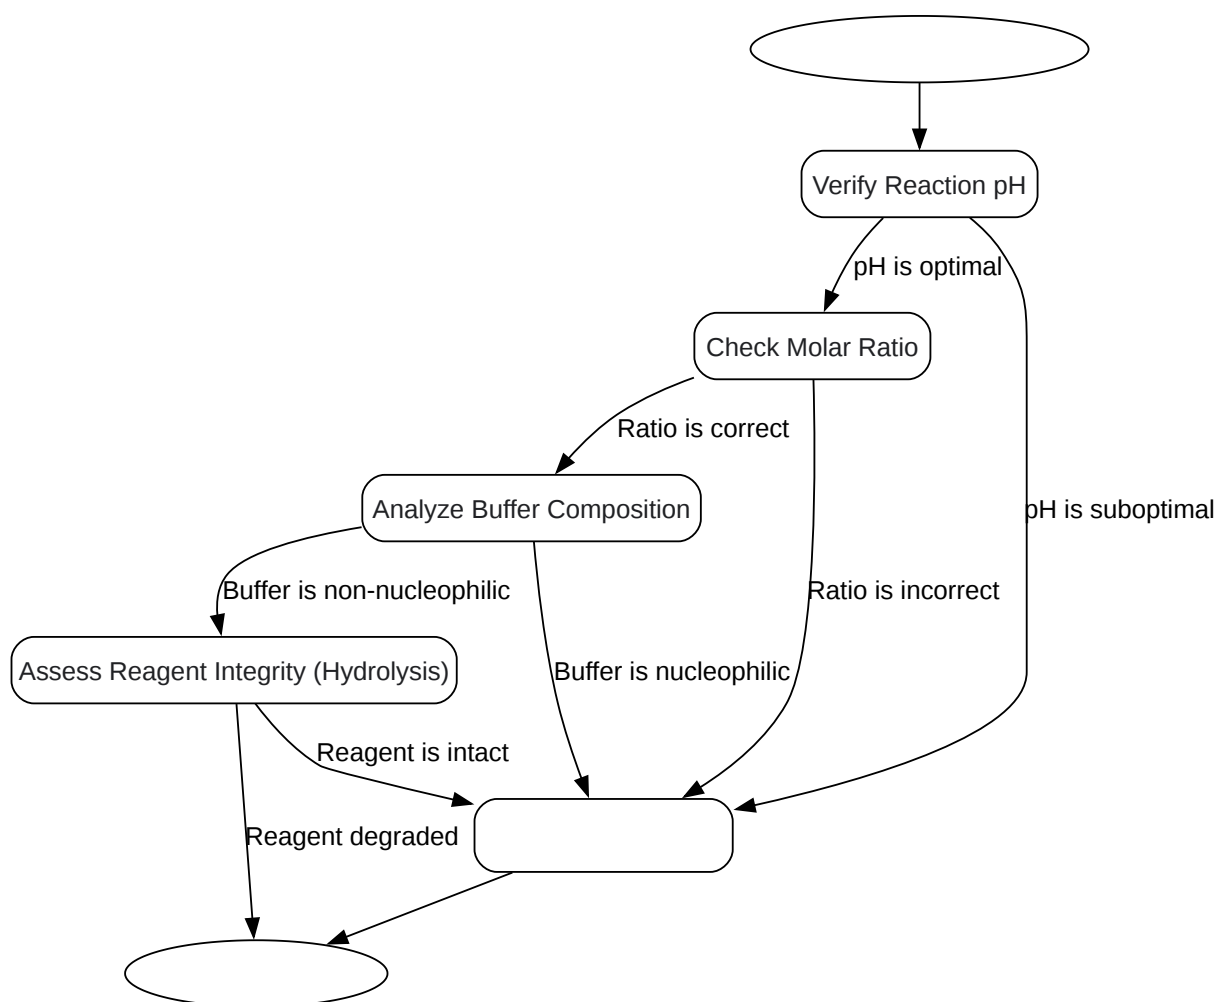 Verify Reaction pH
pH is optimal
Check Molar Ratio
Ratio is correct
Analyze Buffer Composition
pH is suboptimal
Buffer is non-nucleophilic
Ratio is incorrect
Assess Reagent Integrity (Hydrolysis)
Buffer is nucleophilic
Reagent is intact
Reagent degraded